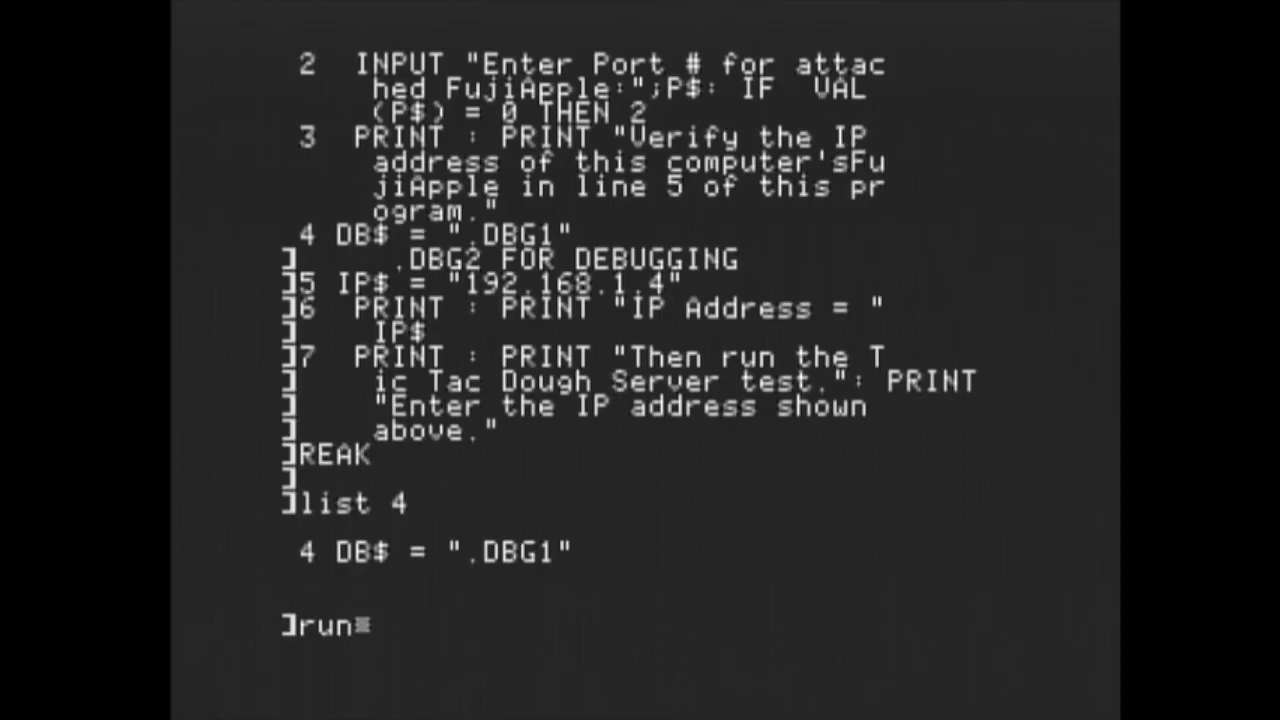 2 INPUT "Enter Port # for attac
hed FujiApple:";P$: IF VAL
(P$) = 0 THEN 2
3 PRINT : PRINT "Verify the IP
address of this computer'sFu
jiApple in line 5 of this pr
ogram."
4 DB$ = ".DBG1"
] .DBG2 FOR DEBUGGING
]5 IP$ = "192.168.1.4"
]6 PRINT : PRINT "IP Address = "
] IP$
]7 PRINT : PRINT "Then run the T
] ic Tac Dough Server test.": PRINT
] "Enter the IP address shown
] above."
]REAK
]
]list 4
4 DB$ = ".DBG1"
]run